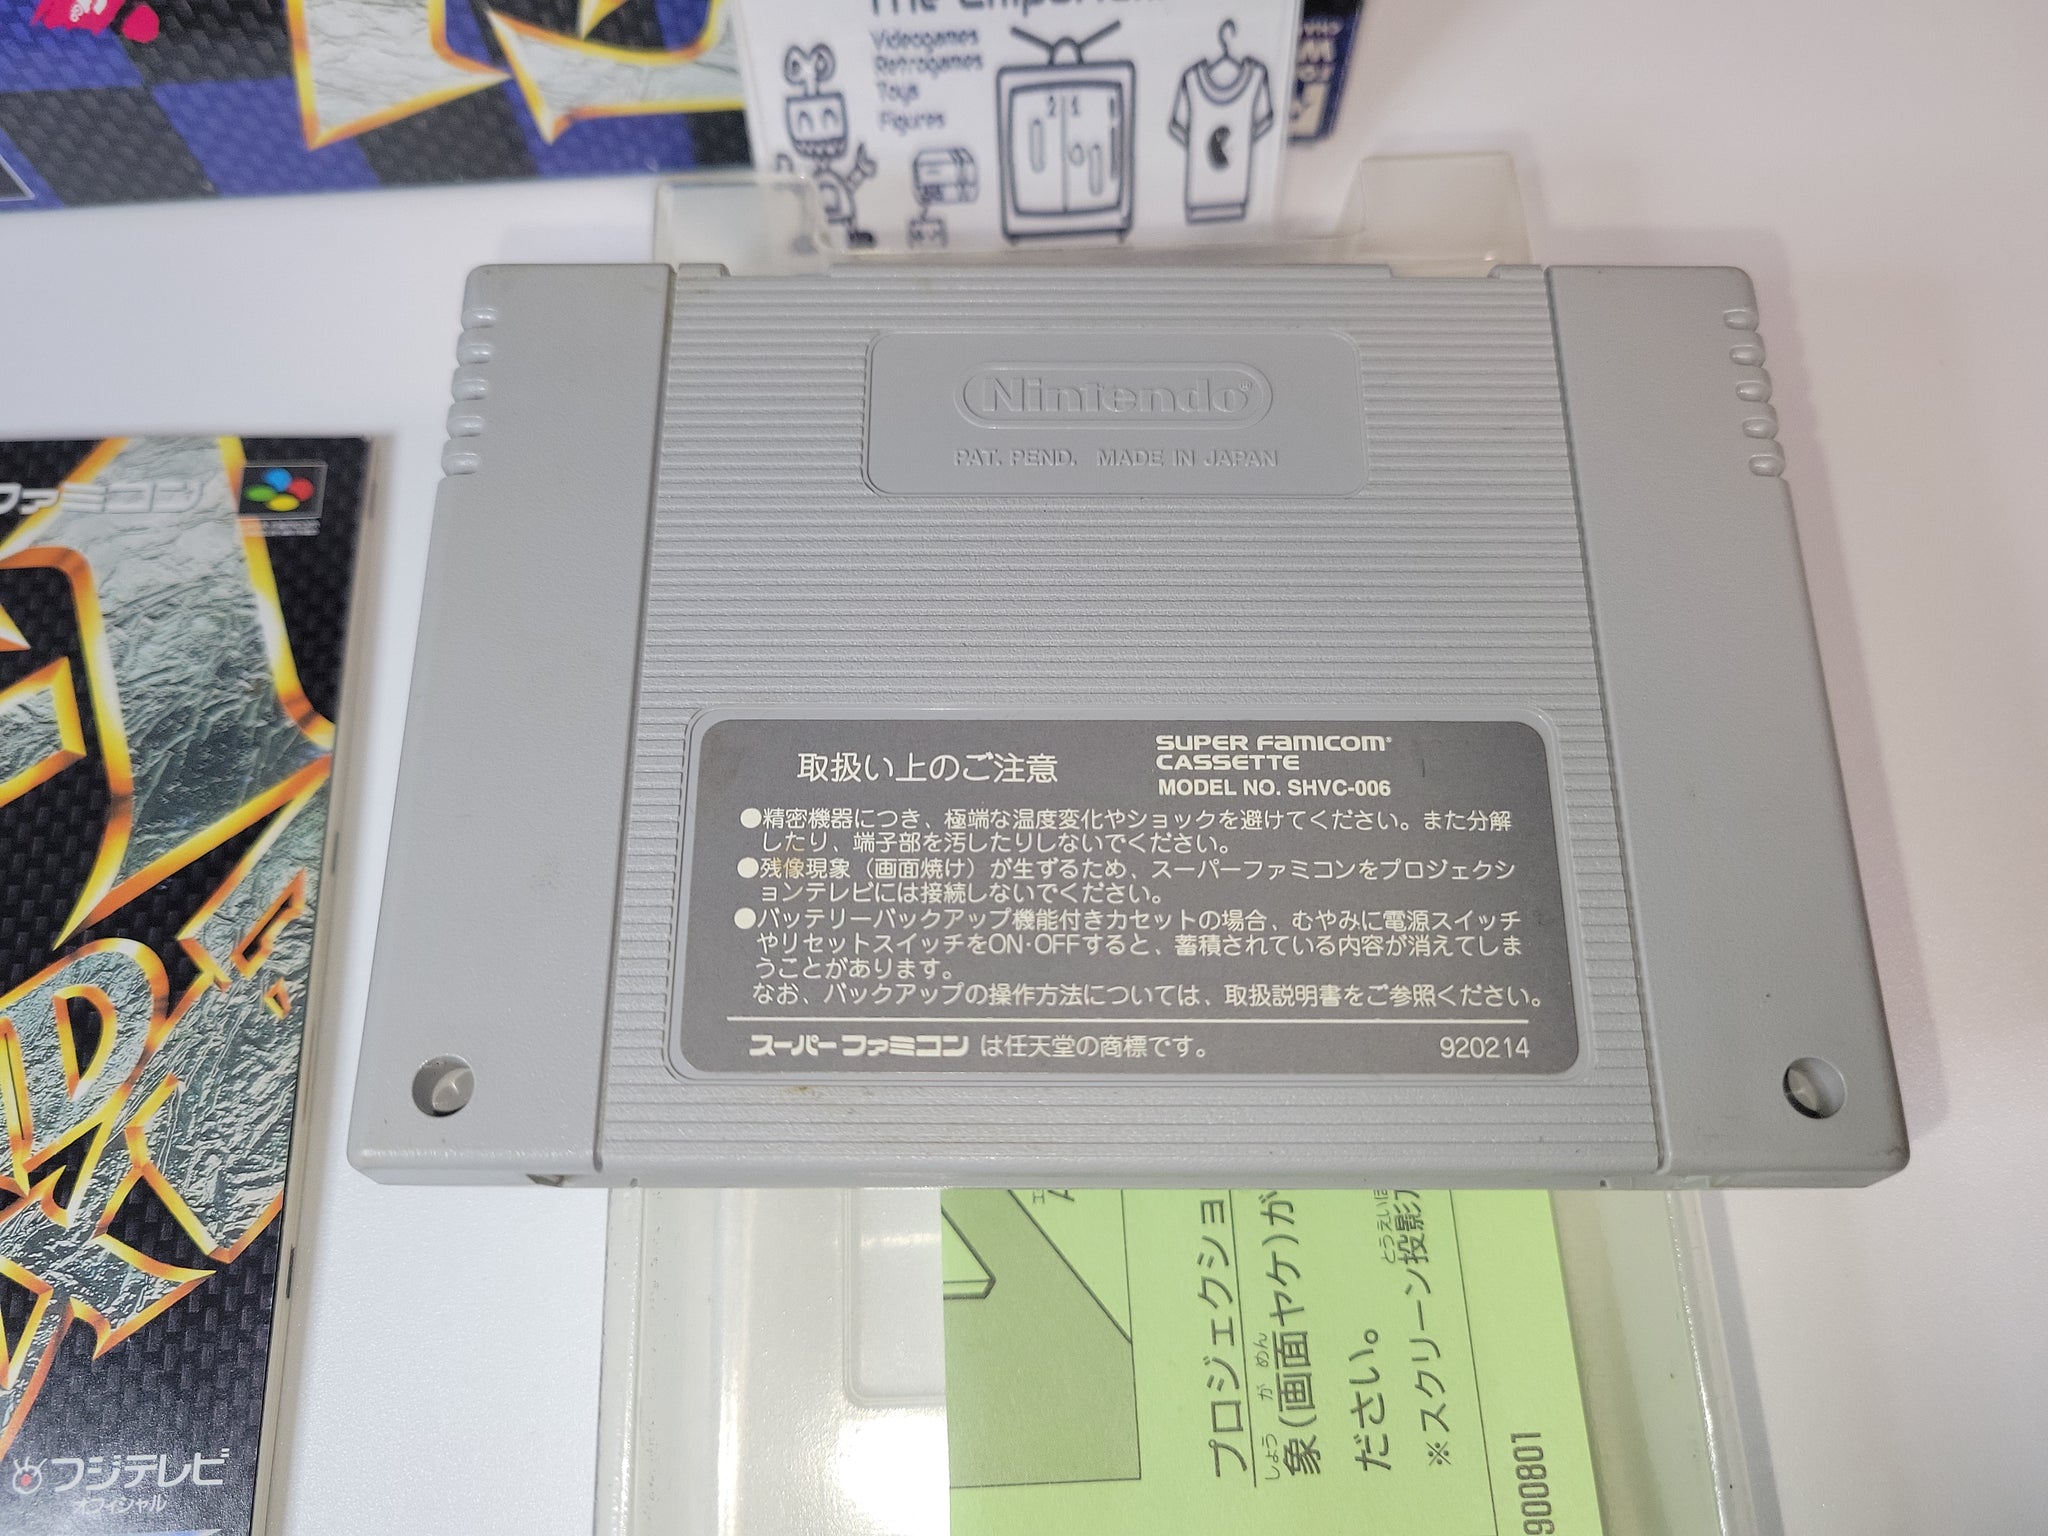 Videogames
Retrogames
Toys
Figures
21
Nintendo®
PAT. PEND. MADE IN JAPAN
ファミコン
取扱い上のご注意
SUPER FAMICOM®
CASSETTE
MODEL NO. SHVC-006
●精密機器につき、極端な温度変化やショックを避けてください。また分解
したり、端子部を汚したりしないでください。
●残像現象（画面焼け）が生ずるため、スーパーファミコンをプロジェクシ
ョンテレビには接続しないでください。
●バッテリーバックアップ機能付きカセットの場合、むやみに電源スイッチ
やリセットスイッチをON·OFFすると、蓄積されている内容が消えてしま
うことがあります。
なお、バックアップの操作方法については、取扱説明書をご参照ください。
スーパーファミコン は任天堂の商標です。
920214
プロジェクショ
象(画面ヤケ)が
しょう が めん
ださい。
※スクリーン投影
とうえい
900801
フジテレビ
オフィシャル